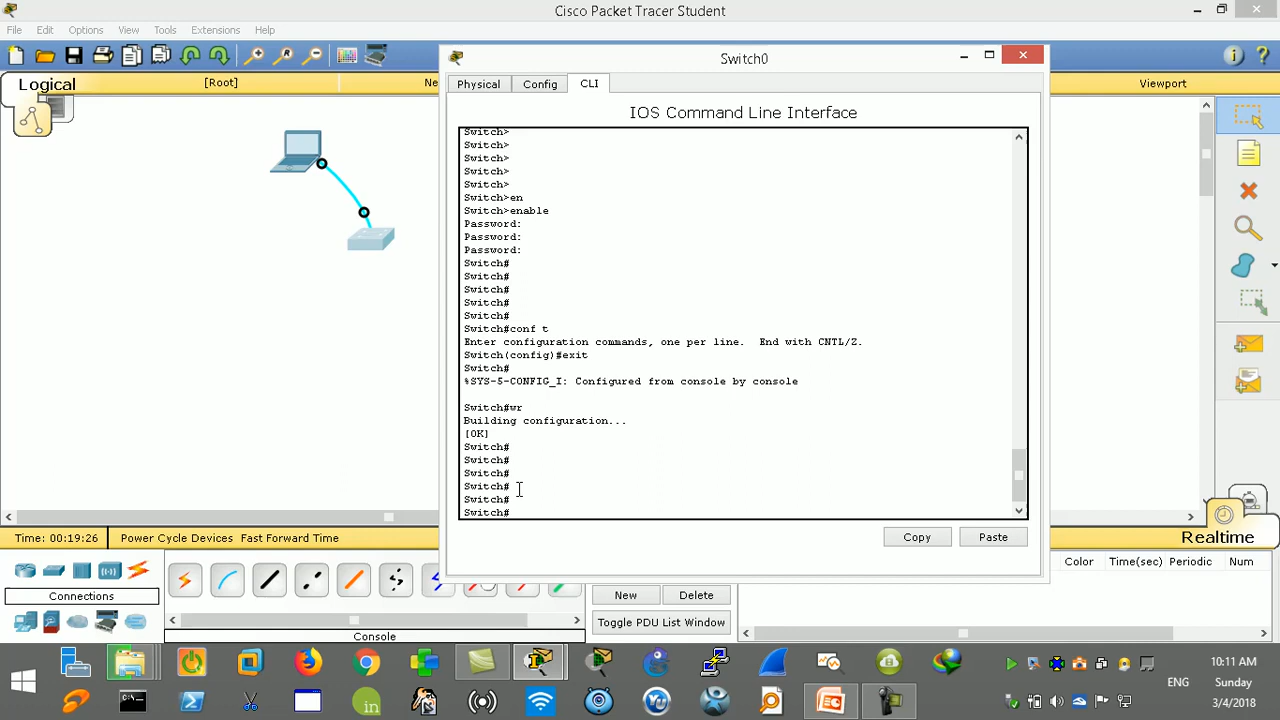 Cisco Packet Tracer Student
File Edit Options View Tools Extensions Help
Logical
[Root]
Ne
Viewport
Switch0
Physical Config CLI
IOS Command Line Interface
Switch>
Switch>
Switch>
Switch>
Switch>
Switch>en
Switch>enable
Password:
Password:
Password:
Switch#
Switch#
Switch#
Switch#
Switch#
Switch#conf t
Enter configuration commands, one per line.  End with CNTL/Z.
Switch(config)#exit
Switch#
%SYS-5-CONFIG_I: Configured from console by console
Switch#wr
Building configuration...
[OK]
Switch#
Switch#
Switch#
Switch#
Switch#
Switch#
Copy Paste
Time: 00:19:26 Power Cycle Devices Fast Forward Time
Realtime
Connections
New Delete
Toggle PDU List Window
Color Time(sec) Periodic Num
Console
10:11 AM
ENG Sunday
3/4/2018